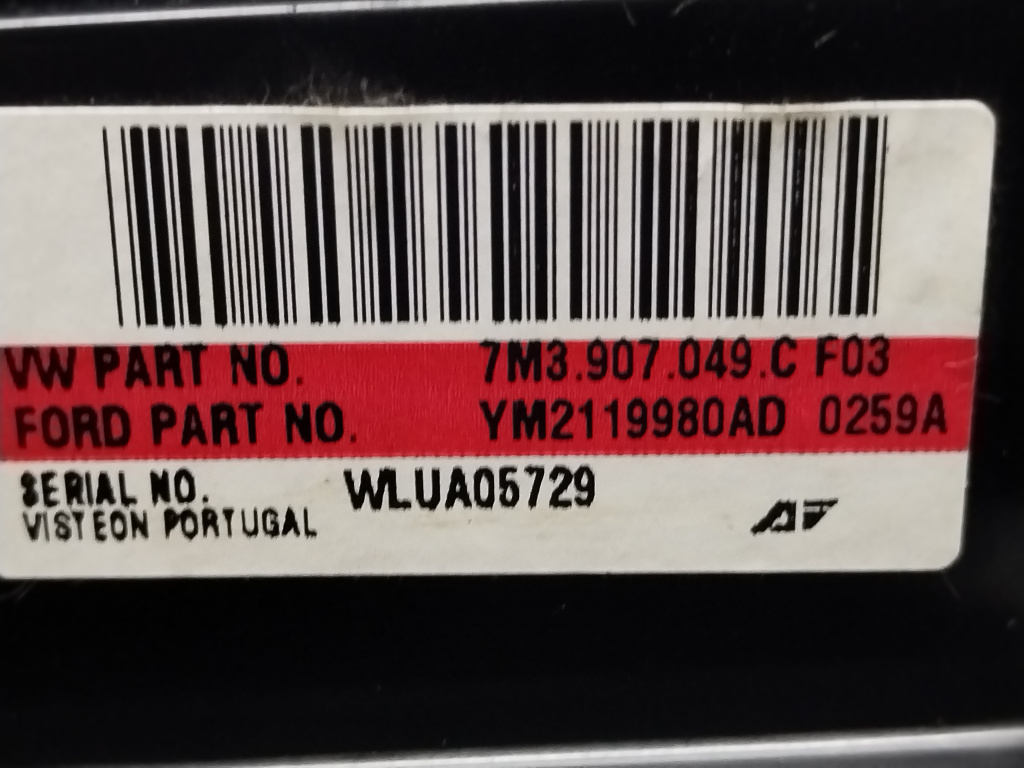 VW PART NO. 7M3.907.049.C F03
FORD PART NO. YM2119980AD 0259A
SERIAL NO. WLUA05729
VISTEON PORTUGAL